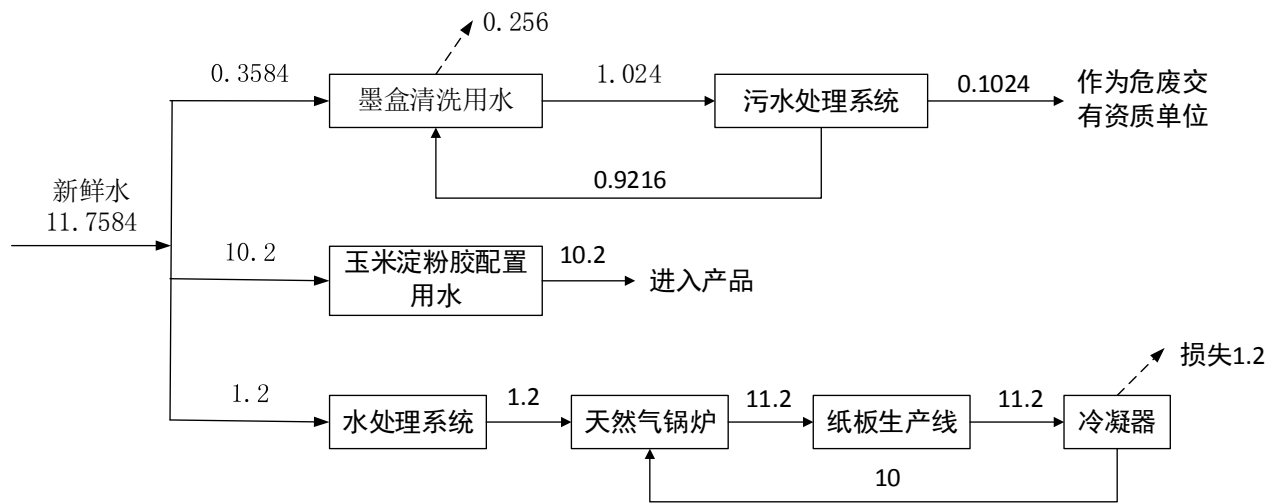 0.256
0.3584
墨盒清洗用水
1.024
污水处理系统
0.1024
作为危废交
有资质单位
0.9216
新鲜水
11.7584
10.2
玉米淀粉胶配置
用水
10.2
进入产品
损失1.2
1.2
水处理系统
1.2
天然气锅炉
11.2
纸板生产线
11.2
冷凝器
10